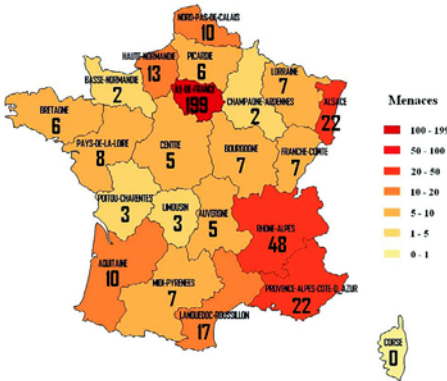 NORD-PAS-DE-CALAIS
10
HAUTE-NORMANDIE
13
PICARDIE
6
BASSE-NORMANDIE
2
ILE-DE-FRANCE
199
CHAMPAGNE-ARDENNES
2
LORRAINE
7
ALSACE
22
BRETAGNE
6
PAYS-DE-LA-LOIRE
8
CENTRE
5
BOURGOGNE
7
FRANCHE-COMTE
7
POITOU-CHARENTES
3
LIMOUSIN
3
AUVERGNE
5
RHONE-ALPES
48
AQUITAINE
10
MIDI-PYRENEES
7
LANGUEDOC-ROUSSILLON
17
PROVENCE-ALPES-COTE-D_AZUR
22
CORSE
0
Menaces
100 - 199
50 - 100
20 - 50
10 - 20
5 - 10
1 - 5
0 - 1